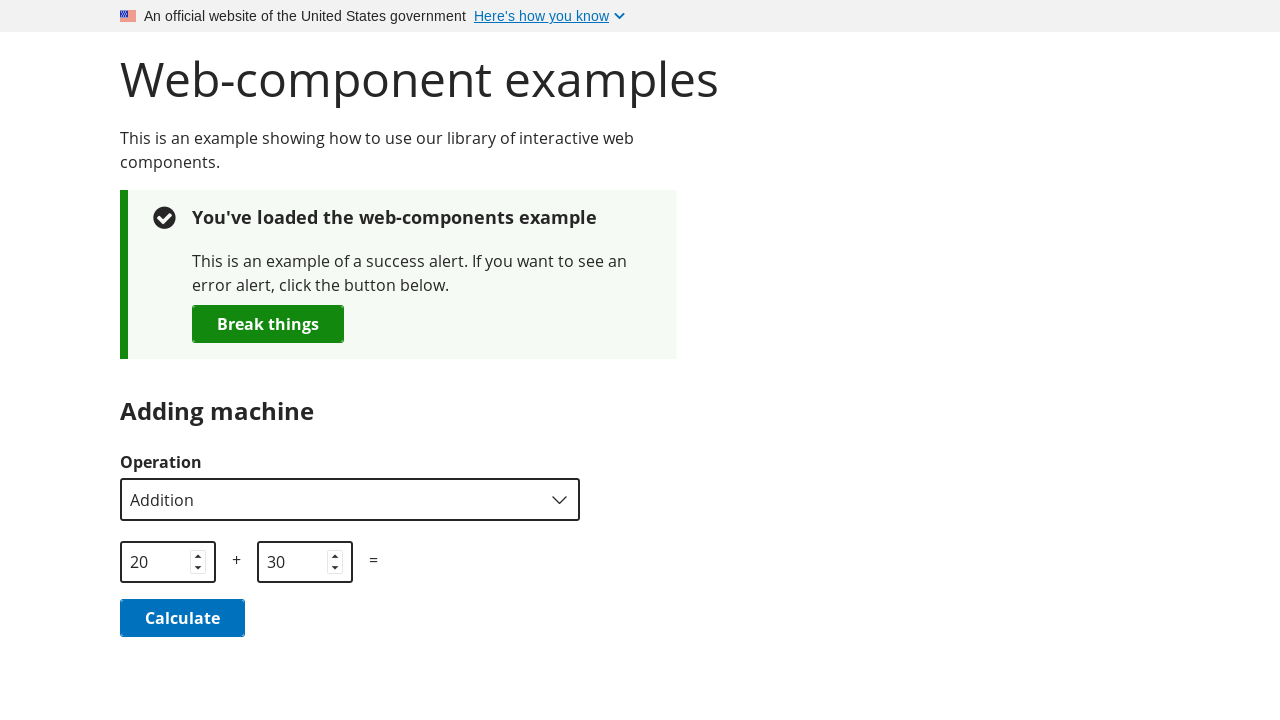 An official website of the United States government Here's how you know
Web-component examples
This is an example showing how to use our library of interactive web
components.
You've loaded the web-components example
This is an example of a success alert. If you want to see an
error alert, click the button below.
Break things
Adding machine
Operation
Addition
20 + 30 =
Calculate